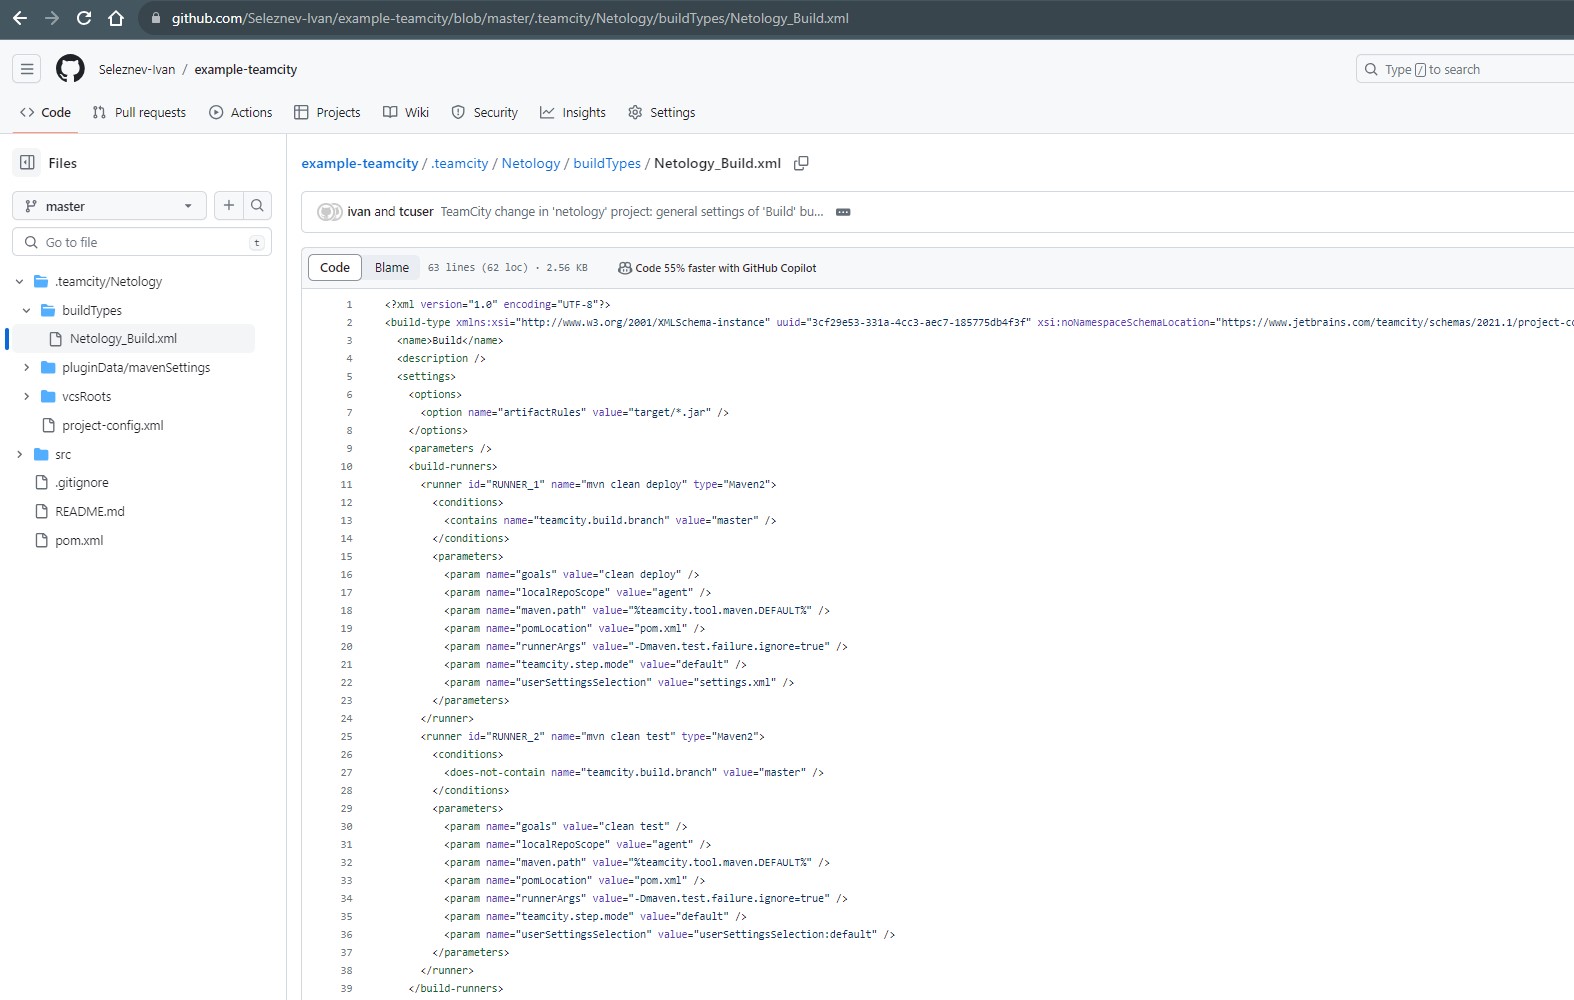 github.com/Seleznev-Ivan/example-teamcity/blob/master/.teamcity/Netology/buildTypes/Netology_Build.xml
Seleznev-Ivan / example-teamcity
Type / to search
Code Pull requests Actions Projects Wiki Security Insights Settings
Files
master
Go to file
t
.teamcity/Netology
buildTypes
Netology_Build.xml
pluginData/mavenSettings
vcsRoots
project-config.xml
src
.gitignore
README.md
pom.xml
example-teamcity / .teamcity / Netology / buildTypes / Netology_Build.xml
ivan and tcuser TeamCity change in 'netology' project: general settings of 'Build' bu...
Code Blame 63 lines (62 loc) · 2.56 KB Code 55% faster with GitHub Copilot
1 <?xml version="1.0" encoding="UTF-8"?>
2 <build-type xmlns:xsi="http://www.w3.org/2001/XMLSchema-instance" uuid="3cf29e53-331a-4cc3-aec7-185775db4f3f" xsi:noNamespaceSchemaLocation="https://www.jetbrains.com/teamcity/schemas/2021.1/project-co
3 <name>Build</name>
4 <description />
5 <settings>
6 <options>
7 <option name="artifactRules" value="target/*.jar" />
8 </options>
9 <parameters />
10 <build-runners>
11 <runner id="RUNNER_1" name="mvn clean deploy" type="Maven2">
12 <conditions>
13 <contains name="teamcity.build.branch" value="master" />
14 </conditions>
15 <parameters>
16 <param name="goals" value="clean deploy" />
17 <param name="localRepoScope" value="agent" />
18 <param name="maven.path" value="%teamcity.tool.maven.DEFAULT%" />
19 <param name="pomLocation" value="pom.xml" />
20 <param name="runnerArgs" value="-Dmaven.test.failure.ignore=true" />
21 <param name="teamcity.step.mode" value="default" />
22 <param name="userSettingsSelection" value="settings.xml" />
23 </parameters>
24 </runner>
25 <runner id="RUNNER_2" name="mvn clean test" type="Maven2">
26 <conditions>
27 <does-not-contain name="teamcity.build.branch" value="master" />
28 </conditions>
29 <parameters>
30 <param name="goals" value="clean test" />
31 <param name="localRepoScope" value="agent" />
32 <param name="maven.path" value="%teamcity.tool.maven.DEFAULT%" />
33 <param name="pomLocation" value="pom.xml" />
34 <param name="runnerArgs" value="-Dmaven.test.failure.ignore=true" />
35 <param name="teamcity.step.mode" value="default" />
36 <param name="userSettingsSelection" value="userSettingsSelection:default" />
37 </parameters>
38 </runner>
39 </build-runners>